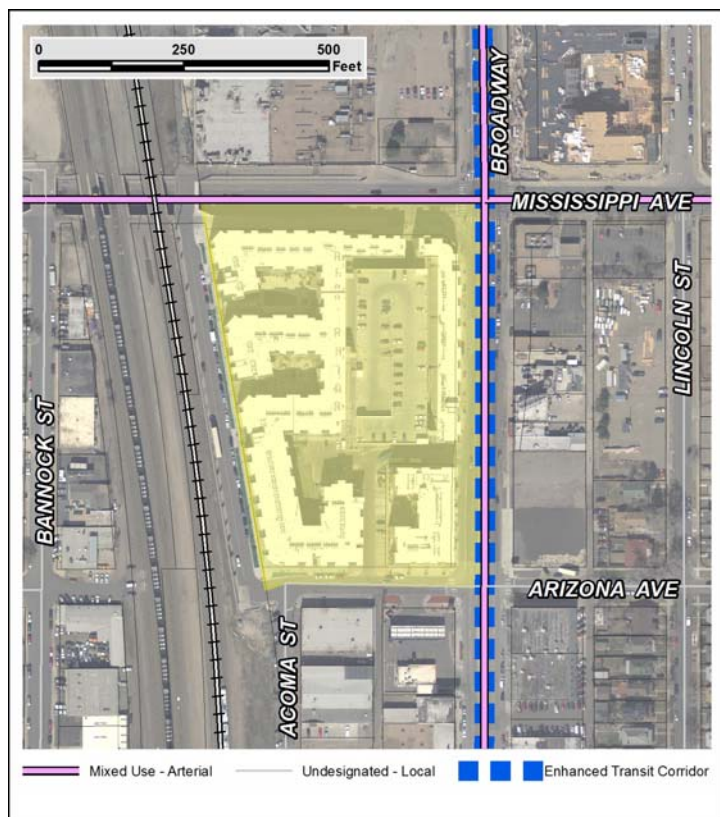 0 250 500
Feet
BROADWAY
MISSISSIPPI AVE
LINCOLN ST
BANNOCK ST
ARIZONA AVE
ACOMA ST
Mixed Use - Arterial Undesignated - Local Enhanced Transit Corridor